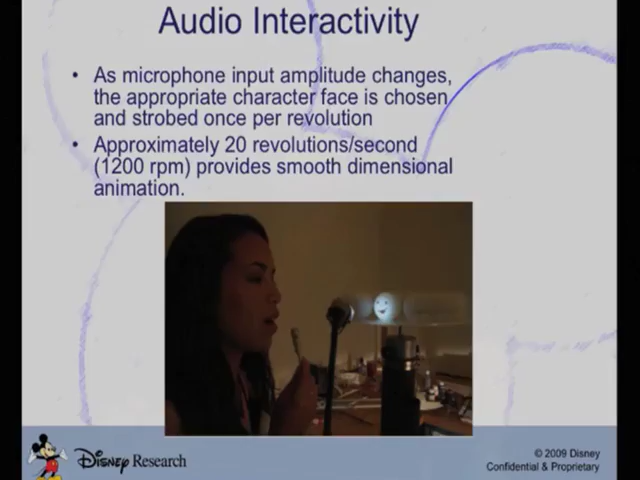 Audio Interactivity
• As microphone input amplitude changes,
the appropriate character face is chosen
and strobed once per revolution
• Approximately 20 revolutions/second
(1200 rpm) provides smooth dimensional
animation.
Disney Research
© 2009 Disney
Confidential & Proprietary